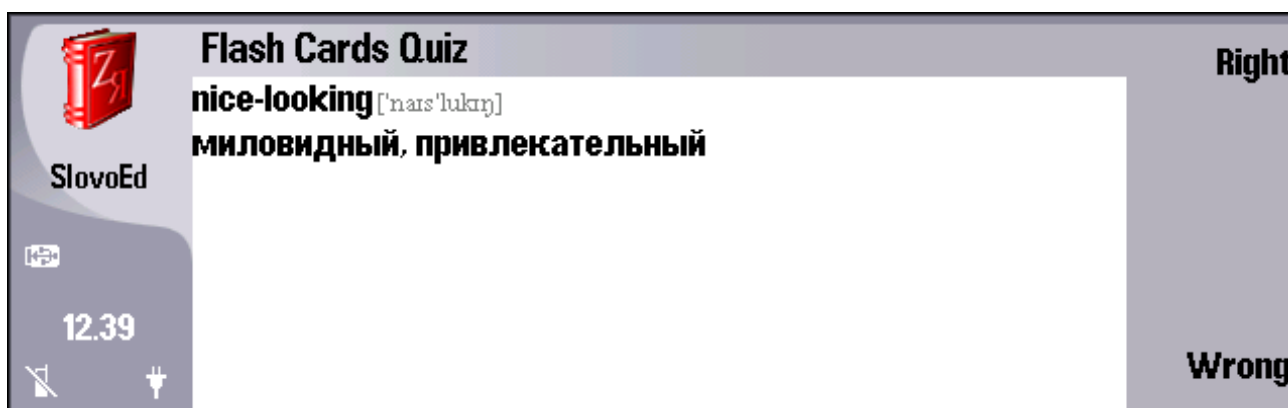 Flash Cards Quiz
Right
nice-looking ['naɪs'lukɪŋ]
миловидный, привлекательный
SlovoEd
12.39
Wrong